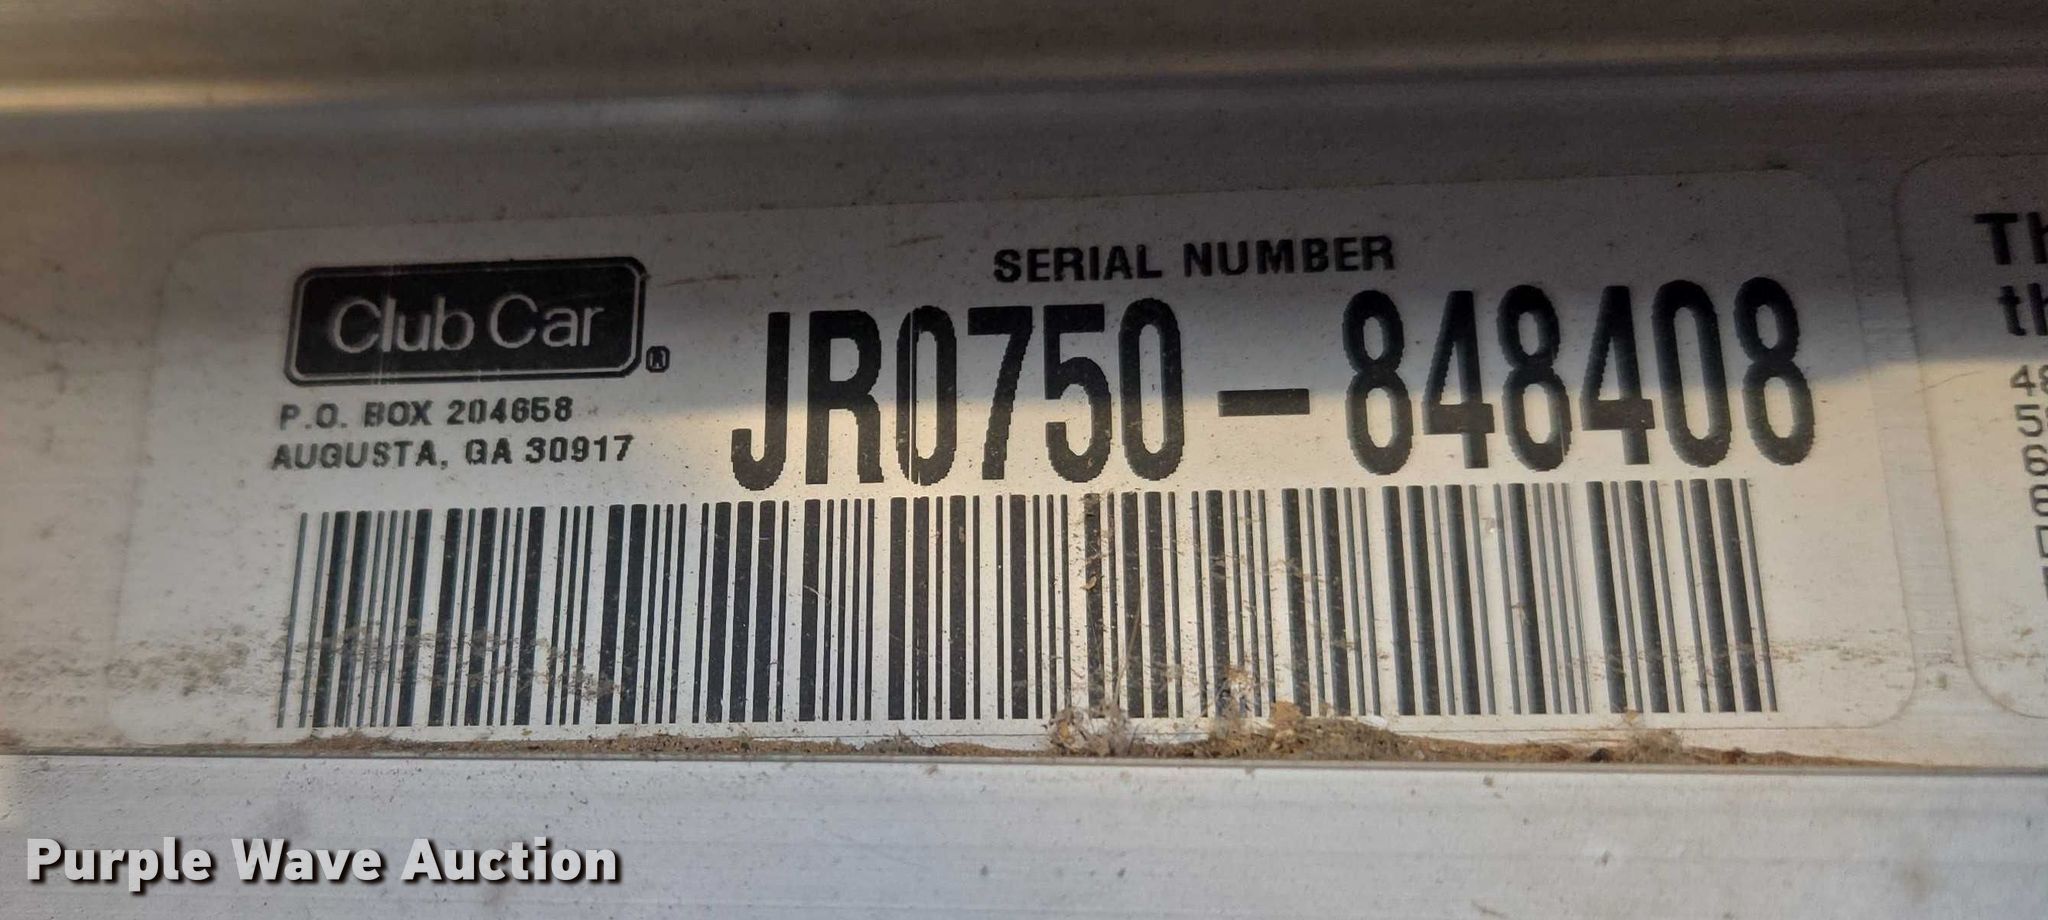 Club Car®
P.O. BOX 204658
AUGUSTA, GA 30917
SERIAL NUMBER
JR0750-848408
Purple Wave Auction